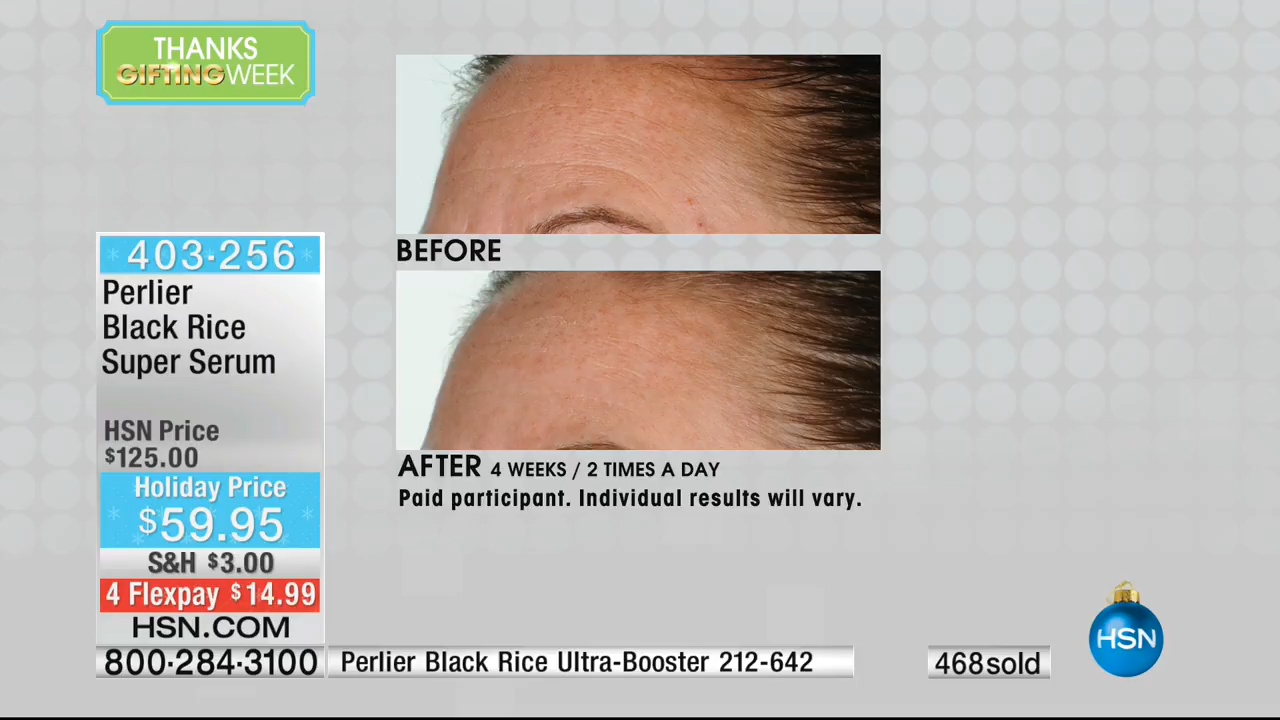 THANKS
GIFTING WEEK
BEFORE
403·256
Perlier
Black Rice
Super Serum
HSN Price
$125.00
Holiday Price
$59.95
S&H $3.00
4 Flexpay $14.99
HSN.COM
800·284·3100
AFTER 4 WEEKS / 2 TIMES A DAY
Paid participant. Individual results will vary.
Perlier Black Rice Ultra-Booster 212-642
468sold
HSN